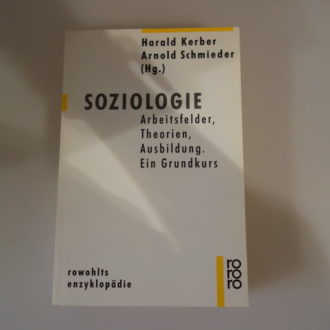 Harald Kerber
Arnold Schmieder
(Hg.)
SOZIOLOGIE
Arbeitsfelder,
Theorien,
Ausbildung.
Ein Grundkurs
rowohlts
enzyklopädie
ro
ro
ro